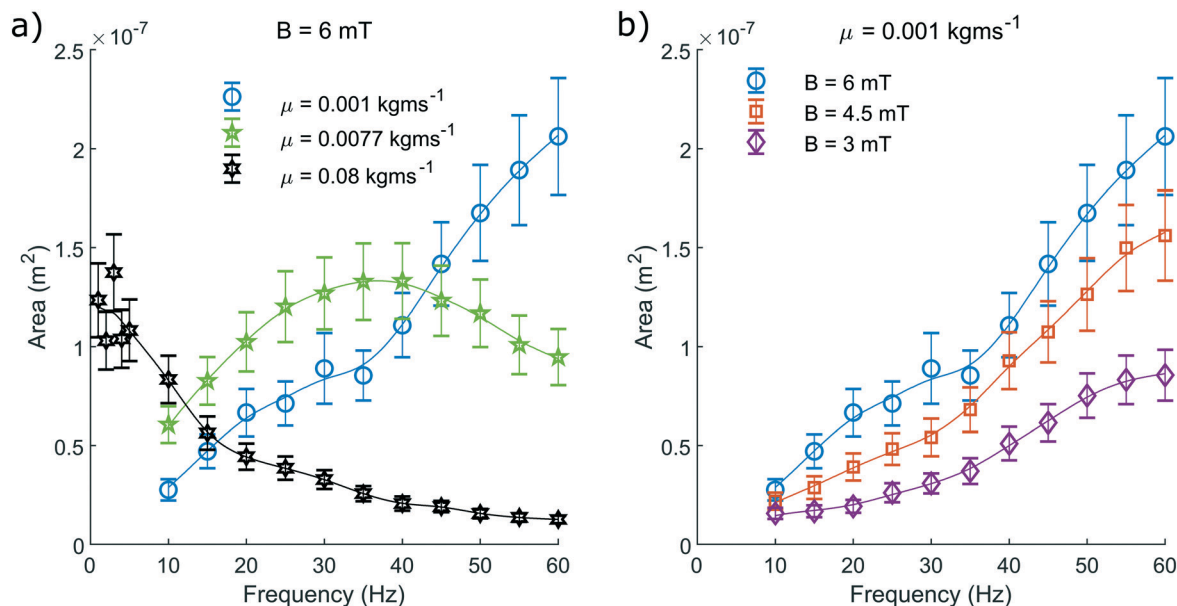 a)
B = 6 mT
× 10⁻⁷
μ = 0.001 kgms⁻¹
μ = 0.0077 kgms⁻¹
μ = 0.08 kgms⁻¹
2.5
2
1.5
1
0.5
0
Area (m²)
0 10 20 30 40 50 60
Frequency (Hz)
b)
μ = 0.001 kgms⁻¹
× 10⁻⁷
B = 6 mT
B = 4.5 mT
B = 3 mT
2.5
2
1.5
1
0.5
0
Area (m²)
0 10 20 30 40 50 60
Frequency (Hz)